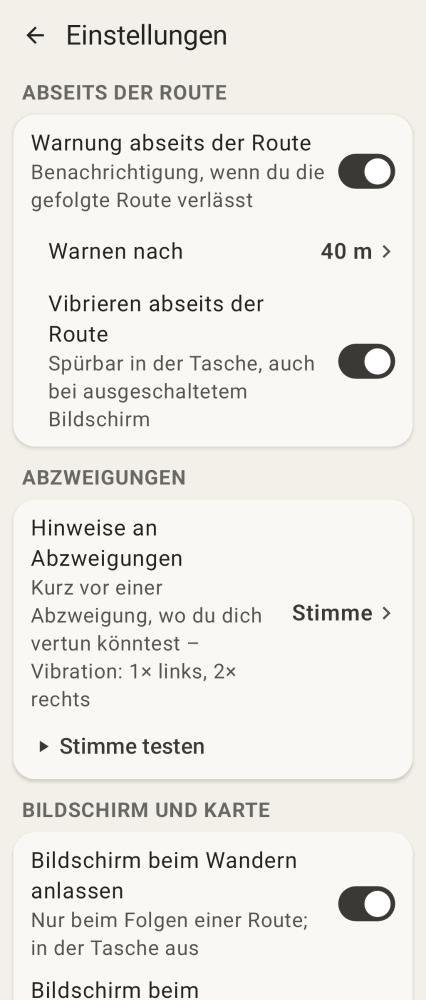 Einstellungen
ABSEITS DER ROUTE
Warnung abseits der Route
Benachrichtigung, wenn du die
gefolgte Route verlässt
Warnen nach 40 m
Vibrieren abseits der
Route
Spürbar in der Tasche, auch
bei ausgeschaltetem
Bildschirm
ABZWEIGUNGEN
Hinweise an
Abzweigungen
Kurz vor einer
Abzweigung, wo du dich
vertun könntest –
Vibration: 1× links, 2×
rechts
Stimme
Stimme testen
BILDSCHIRM UND KARTE
Bildschirm beim Wandern
anlassen
Nur beim Folgen einer Route;
in der Tasche aus
Bildschirm beim